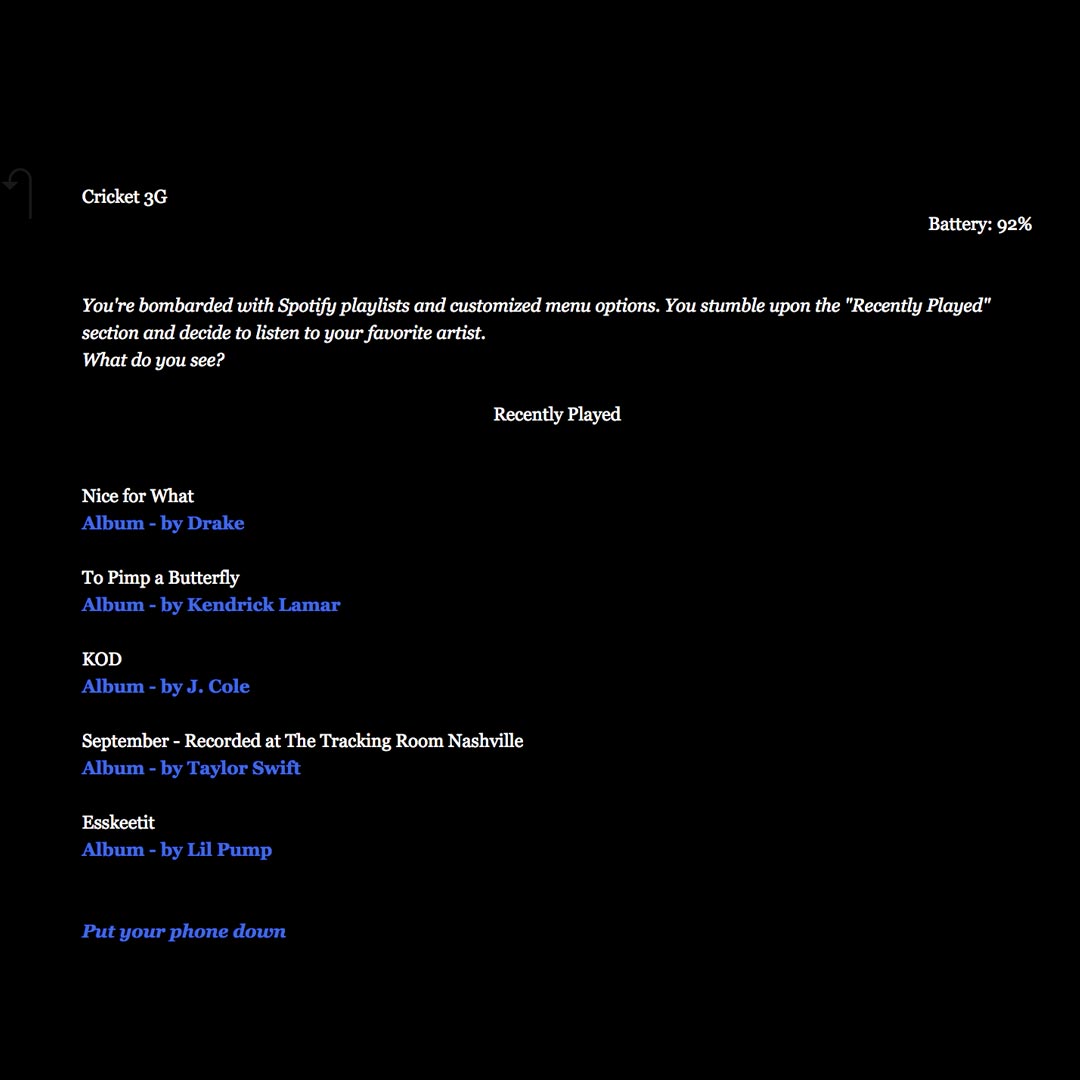 Cricket 3G
Battery: 92%
You're bombarded with Spotify playlists and customized menu options. You stumble upon the "Recently Played"
section and decide to listen to your favorite artist.
What do you see?
Recently Played
Nice for What
Album - by Drake
To Pimp a Butterfly
Album - by Kendrick Lamar
KOD
Album - by J. Cole
September - Recorded at The Tracking Room Nashville
Album - by Taylor Swift
Esskeetit
Album - by Lil Pump
Put your phone down